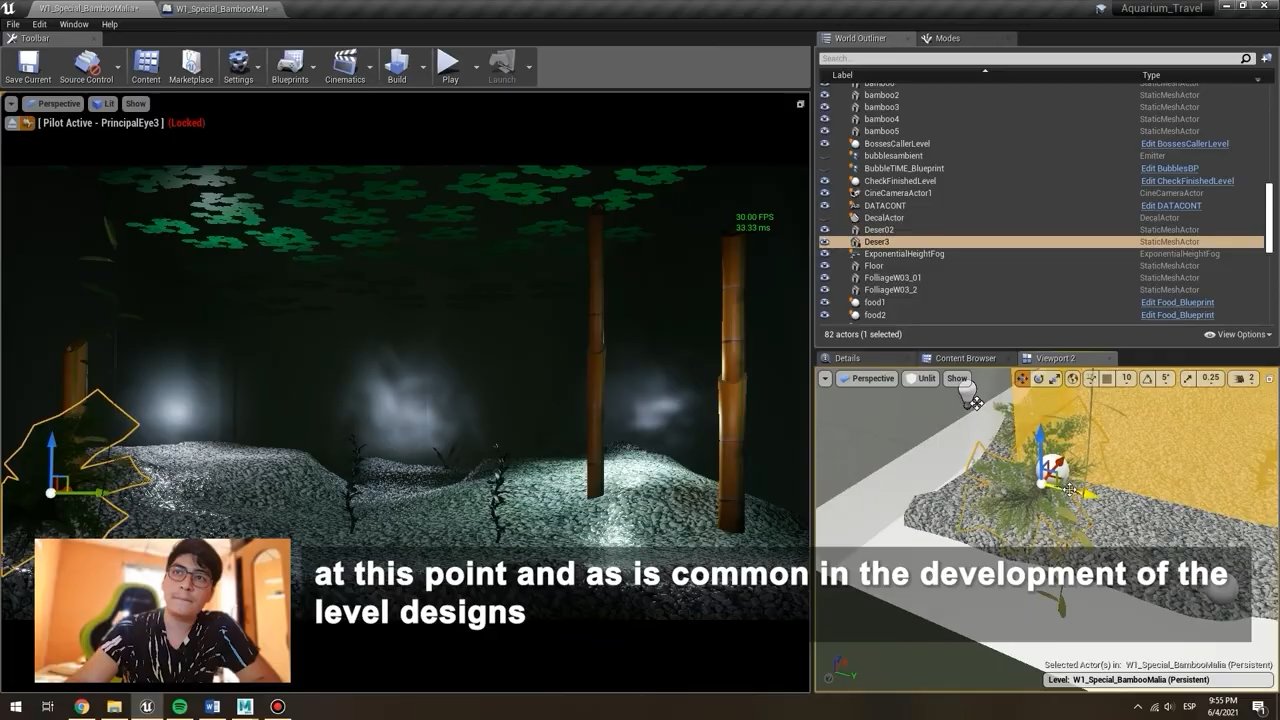 W1_Special_BambooMalia•
W1_Special_BambooMal•
Aquarium_Travel
File Edit Window Help
Toolbar
World Outliner
Modes
Save Current
Source Control
Content
Marketplace
Settings
Blueprints
Cinematics
Build
Play
Launch
Search...
Label Type
bamboo2 StaticMeshActor
bamboo3 StaticMeshActor
bamboo4 StaticMeshActor
bamboo5 StaticMeshActor
BossesCallerLevel Edit BossesCallerLevel
bubblesambient Emitter
BubbleTIME_Blueprint Edit BubblesBP
CheckFinishedLevel Edit CheckFinishedLevel
CineCameraActor1 CineCameraActor
DATACONT Edit DATACONT
DecalActor DecalActor
Deser02 StaticMeshActor
Deser3 StaticMeshActor
ExponentialHeightFog ExponentialHeightFog
Floor StaticMeshActor
FolliageW03_01 StaticMeshActor
FolliageW03_2 StaticMeshActor
food1 Edit Food_Blueprint
food2 Edit Food_Blueprint
82 actors (1 selected) View Options
Perspective Lit Show
[ Pilot Active - PrincipalEye3 ] (Locked)
30.00 FPS
33.33 ms
Details Content Browser Viewport 2
Perspective Unlit Show 10 5° 0.25 2
at this point and as is common in the development of the
level designs
Selected Actor(s) in: W1_Special_BambooMalia (Persistent)
Level: W1_Special_BambooMalia (Persistent)
ESP
9:55 PM
6/4/2021